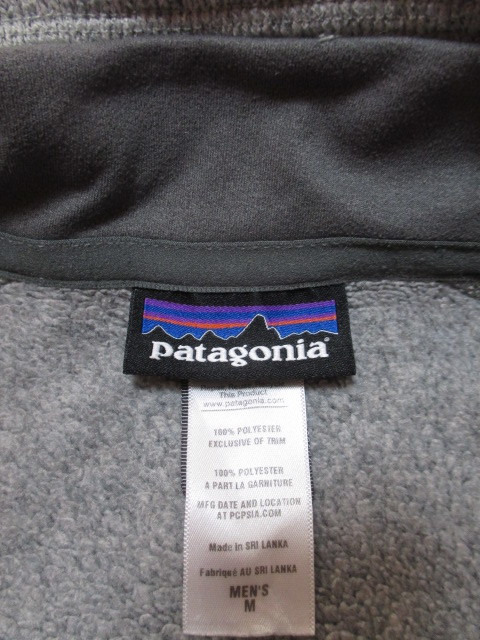 patagonia®
This Product
www.patagonia.com
100% POLYESTER
EXCLUSIVE OF TRIM
100% POLYESTER
A PART LA GARNITURE
MFG DATE AND LOCATION
AT PCPSIA.COM
Made in SRI LANKA
Fabriqué AU SRI LANKA
MEN'S
M